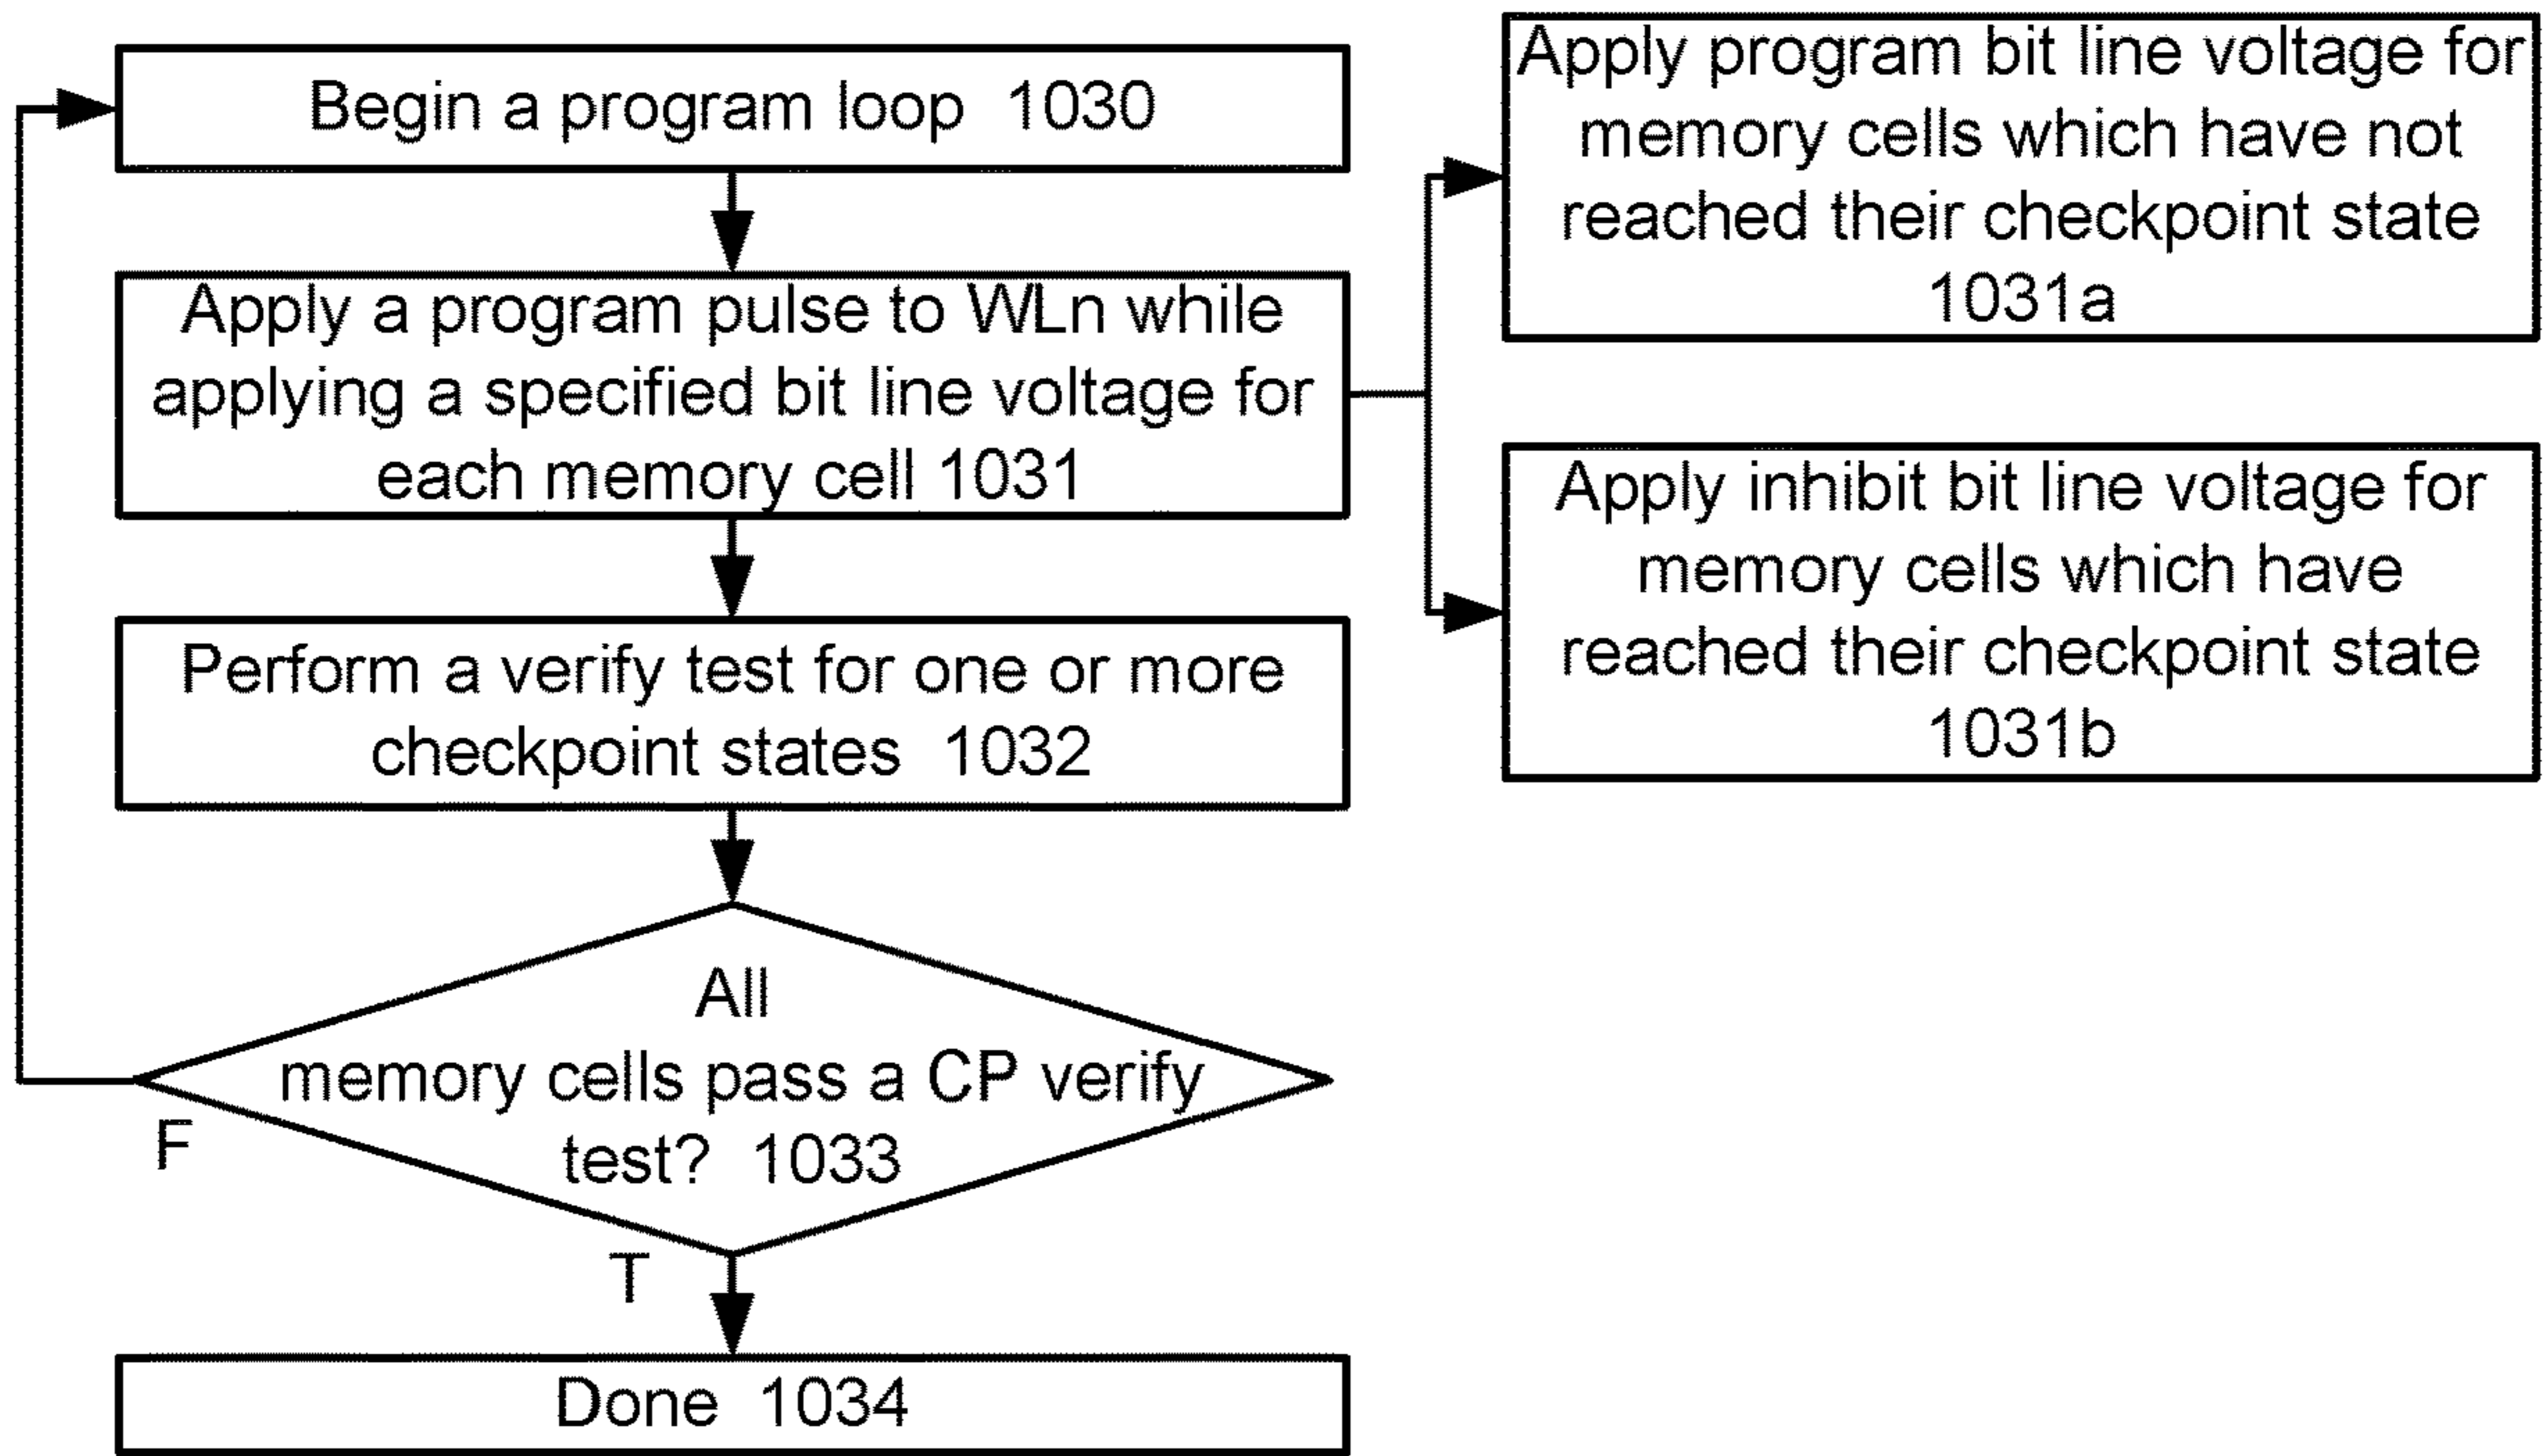 Begin a program loop 1030
Apply a program pulse to WLn while
applying a specified bit line voltage for
each memory cell 1031
Apply program bit line voltage for
memory cells which have not
reached their checkpoint state
1031a
Apply inhibit bit line voltage for
memory cells which have
reached their checkpoint state
1031b
Perform a verify test for one or more
checkpoint states 1032
All
memory cells pass a CP verify
test? 1033
F
T
Done 1034